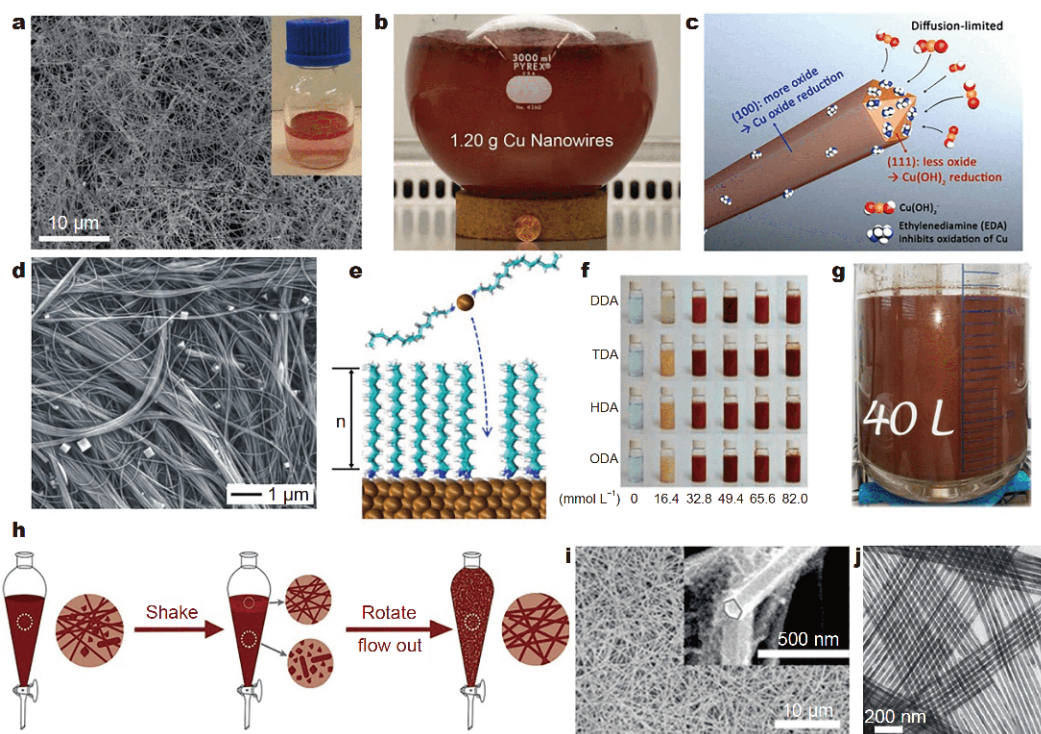 a
10 μm
b
3000 ml
PYREX®
No. 4260
1.20 g Cu Nanowires
c
Diffusion-limited
(100): more oxide
→ Cu oxide reduction
(111): less oxide
→ Cu(OH)₂ reduction
Cu(OH)₂⁻
Ethylenediamine (EDA)
inhibits oxidation of Cu
d
1 μm
e
n
f
DDA
TDA
HDA
ODA
(mmol L⁻¹) 0 16.4 32.8 49.4 65.6 82.0
g
40 L
h
Shake
Rotate
flow out
i
500 nm
10 μm
j
200 nm